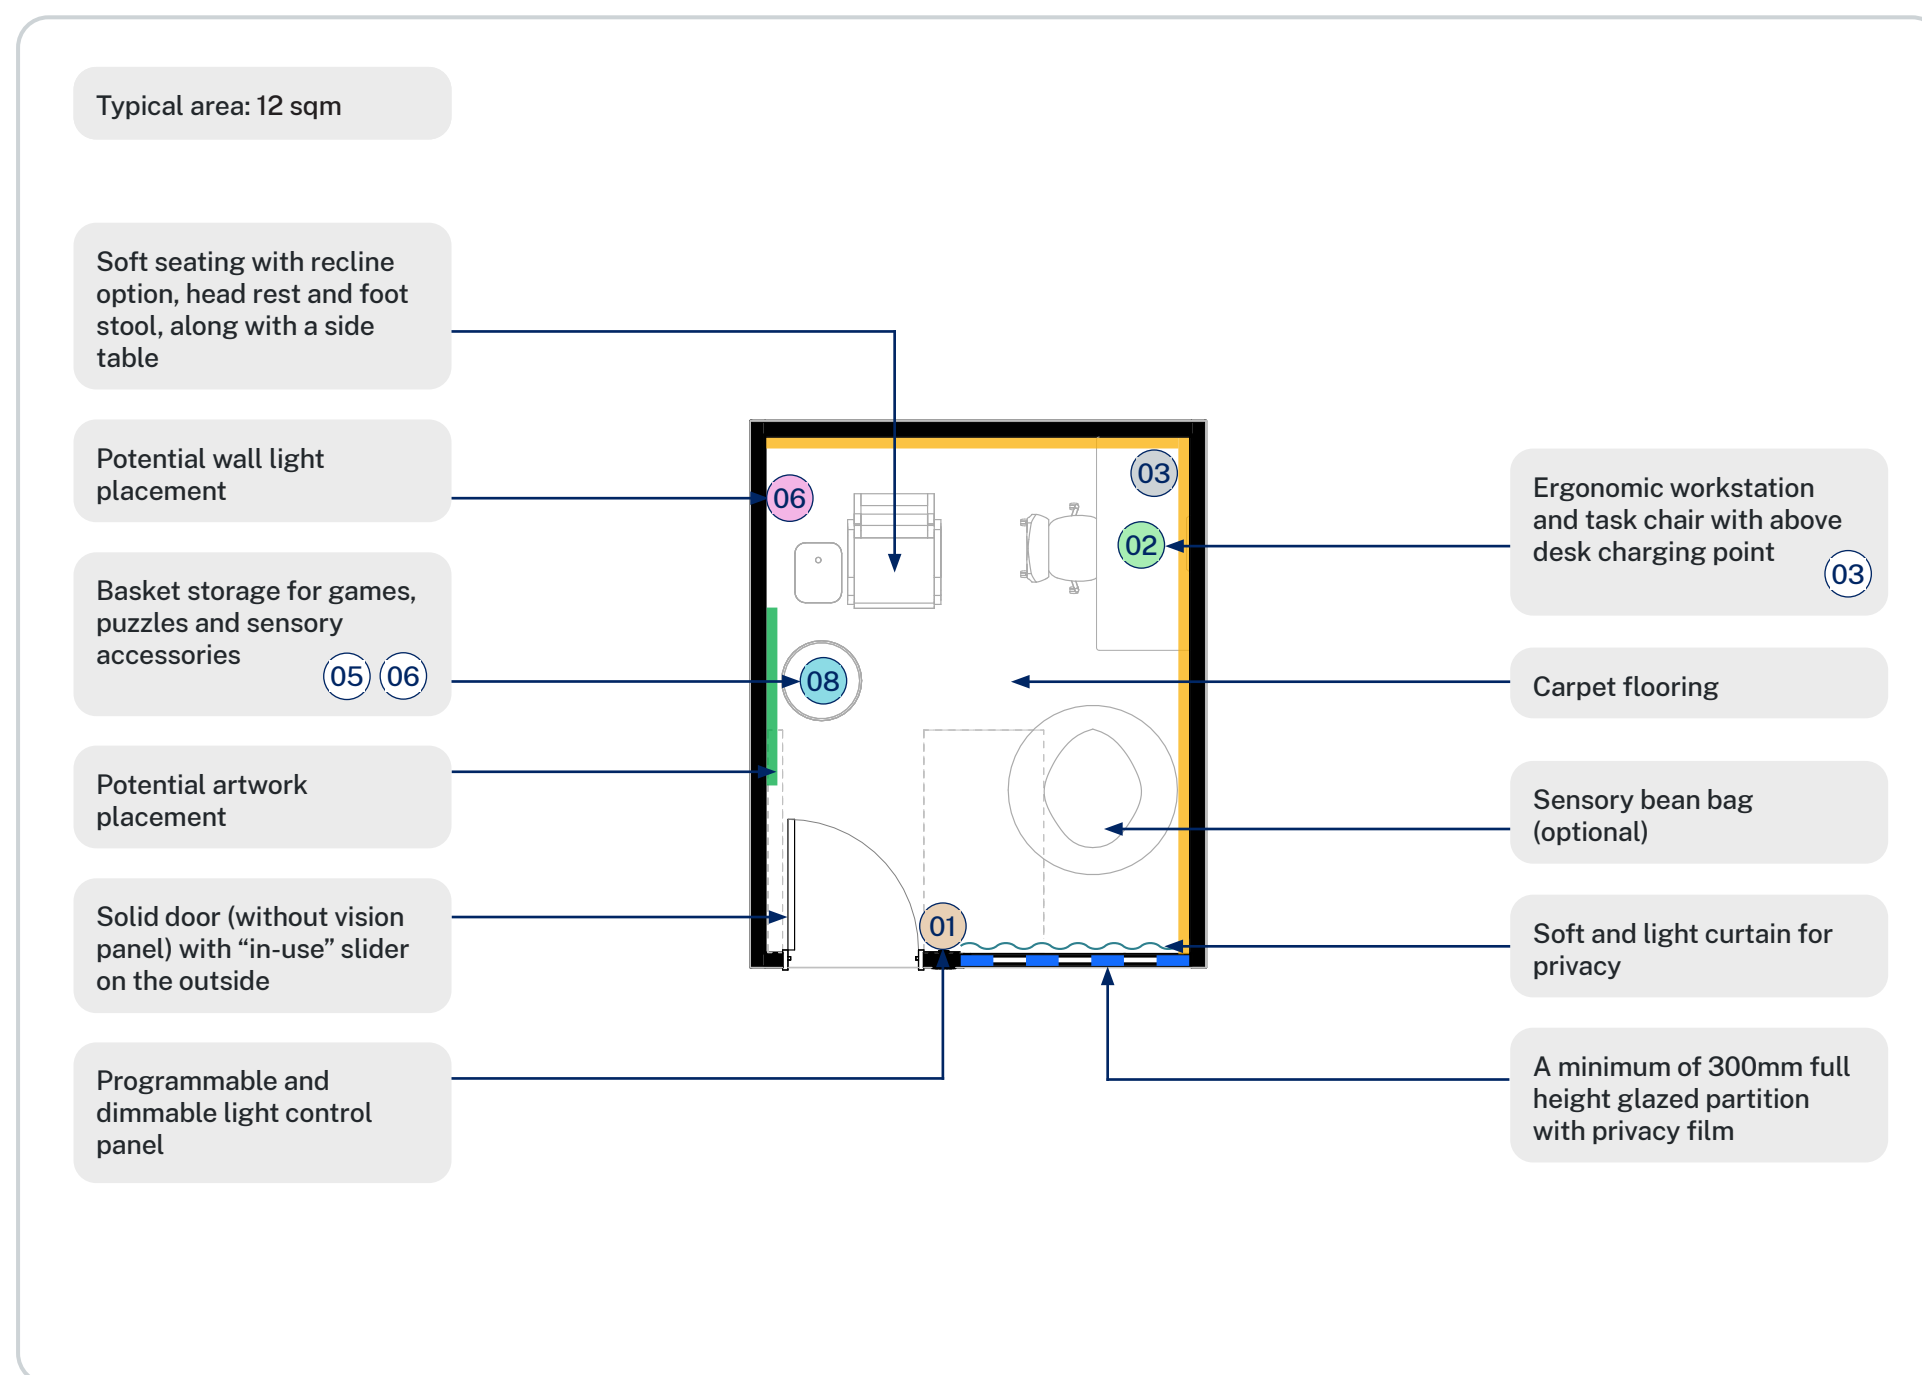 Typical area: 12 sqm
Soft seating with recline
option, head rest and foot
stool, along with a side
table
Potential wall light
placement
Basket storage for games,
puzzles and sensory
accessories
05 06
Potential artwork
placement
Solid door (without vision
panel) with “in-use” slider
on the outside
Programmable and
dimmable light control
panel
03
06
02
08
01
Ergonomic workstation
and task chair with above
desk charging point
03
Carpet flooring
Sensory bean bag
(optional)
Soft and light curtain for
privacy
A minimum of 300mm full
height glazed partition
with privacy film